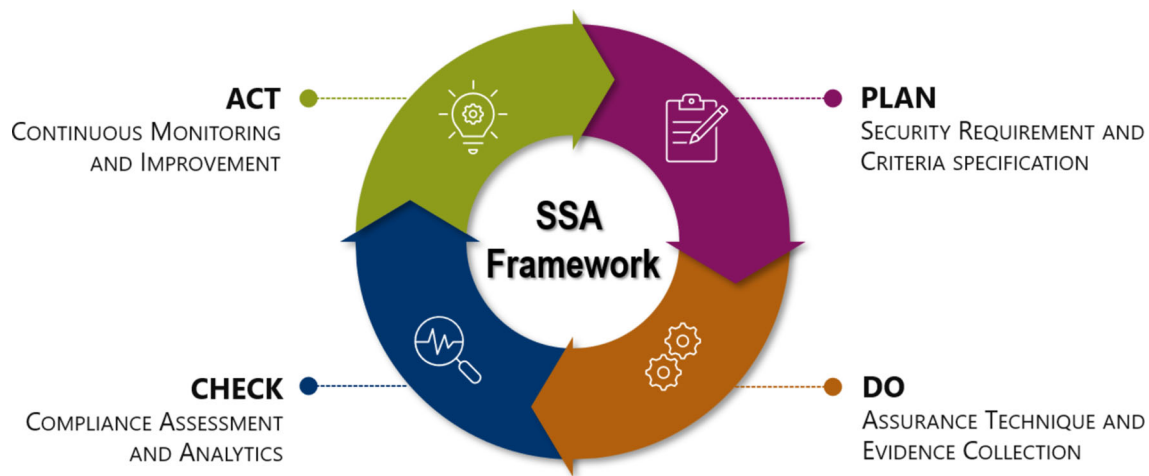 ACT
CONTINUOUS MONITORING
AND IMPROVEMENT
PLAN
SECURITY REQUIREMENT AND
CRITERIA SPECIFICATION
SSA
Framework
CHECK
COMPLIANCE ASSESSMENT
AND ANALYTICS
DO
ASSURANCE TECHNIQUE AND
EVIDENCE COLLECTION